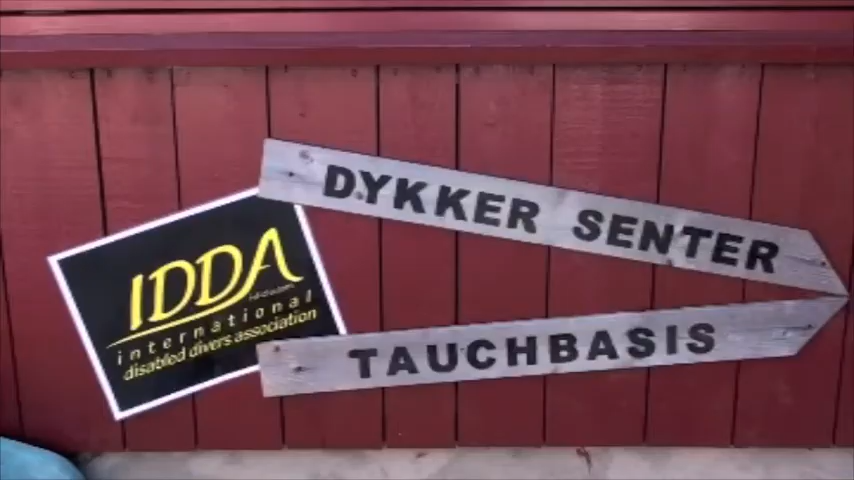 DYKKER SENTER
IDDA
international
disabled divers association
TAUCHBASIS